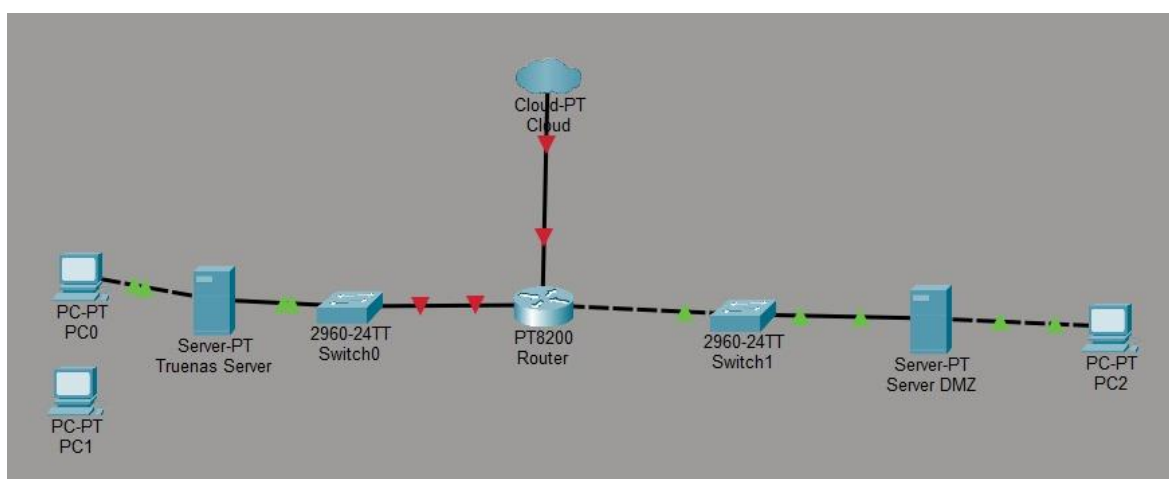 Cloud-PT
Cloud
PC-PT
PC0
Server-PT
Truenas Server
2960-24TT
Switch0
PT8200
Router
2960-24TT
Switch1
Server-PT
Server DMZ
PC-PT
PC2
PC-PT
PC1